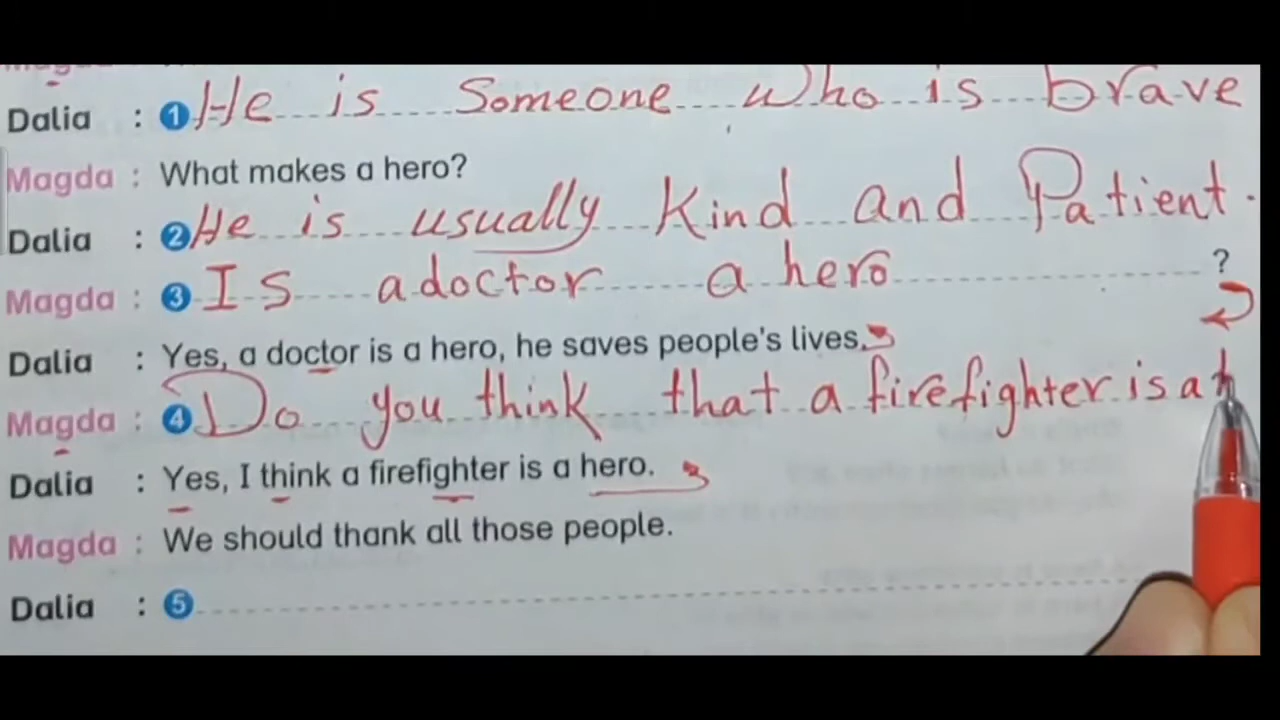 Dalia : 1 He is Someone who is brave
Magda : What makes a hero?
Dalia : 2 He is usually Kind and Patient.
Magda : 3 Is a doctor a hero ?
Dalia : Yes, a doctor is a hero, he saves people's lives.
Magda : 4 Do you think that a firefighter is a h
Dalia : Yes, I think a firefighter is a hero.
Magda : We should thank all those people.
Dalia : 5